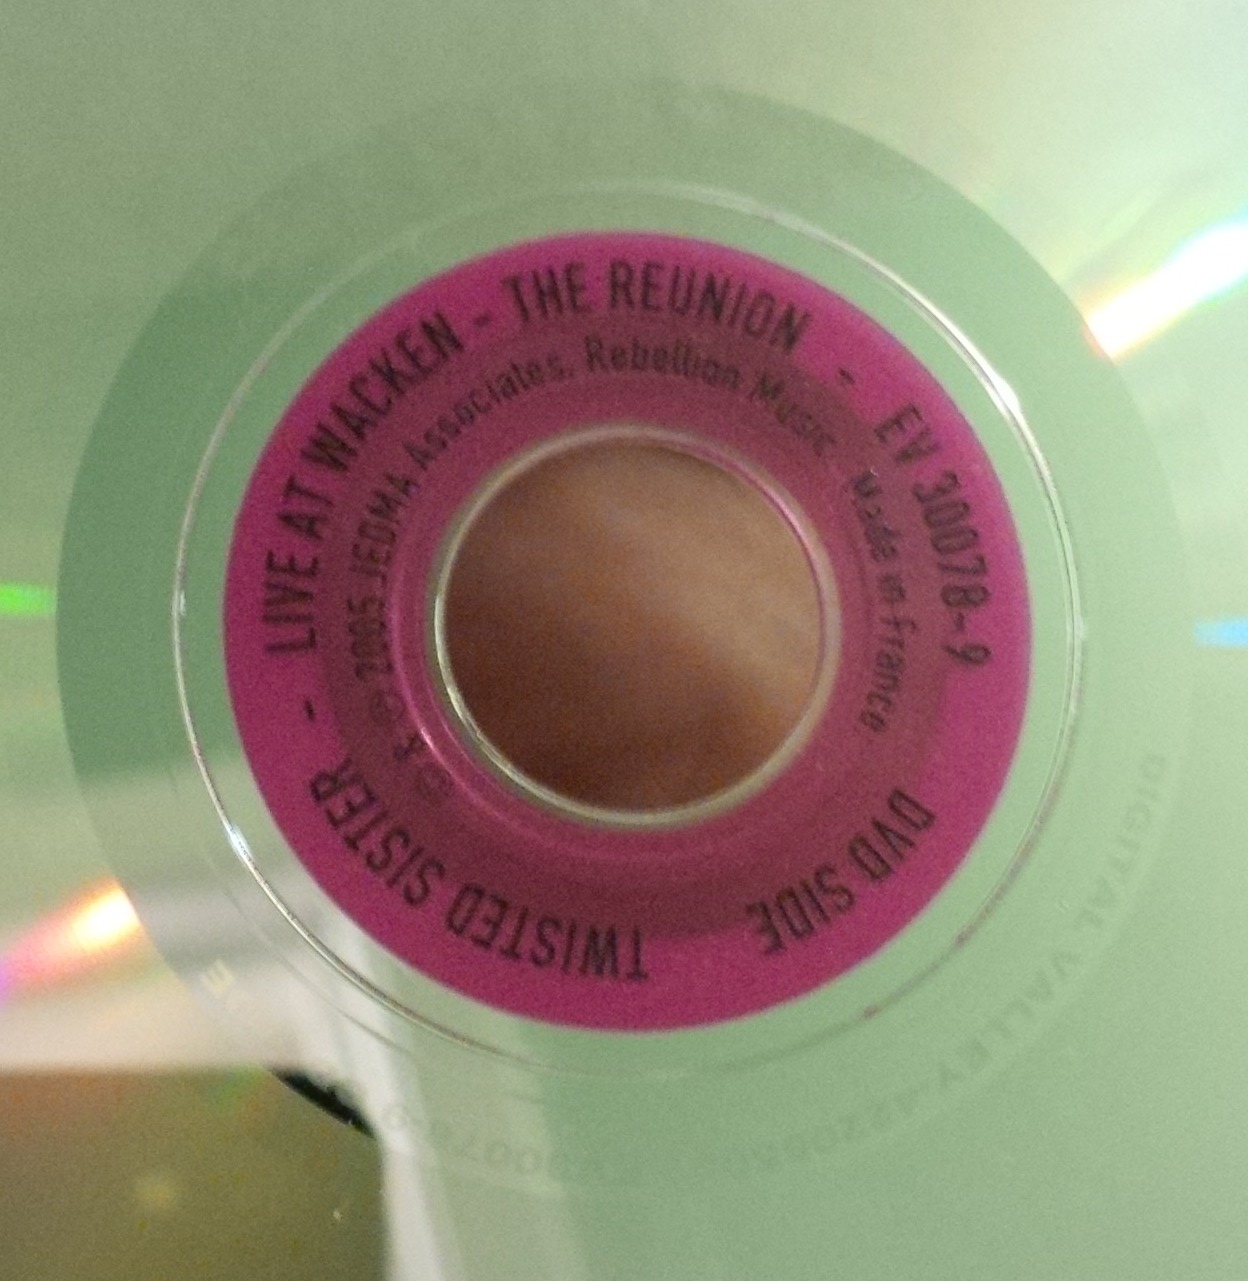 TWISTED SISTER - LIVE AT WACKEN - THE REUNION - EV 30078-9
℗ & © 2005 JEDMA Associates, Rebellion Music Made in France
DVD SIDE
DIGITAL VALLEY